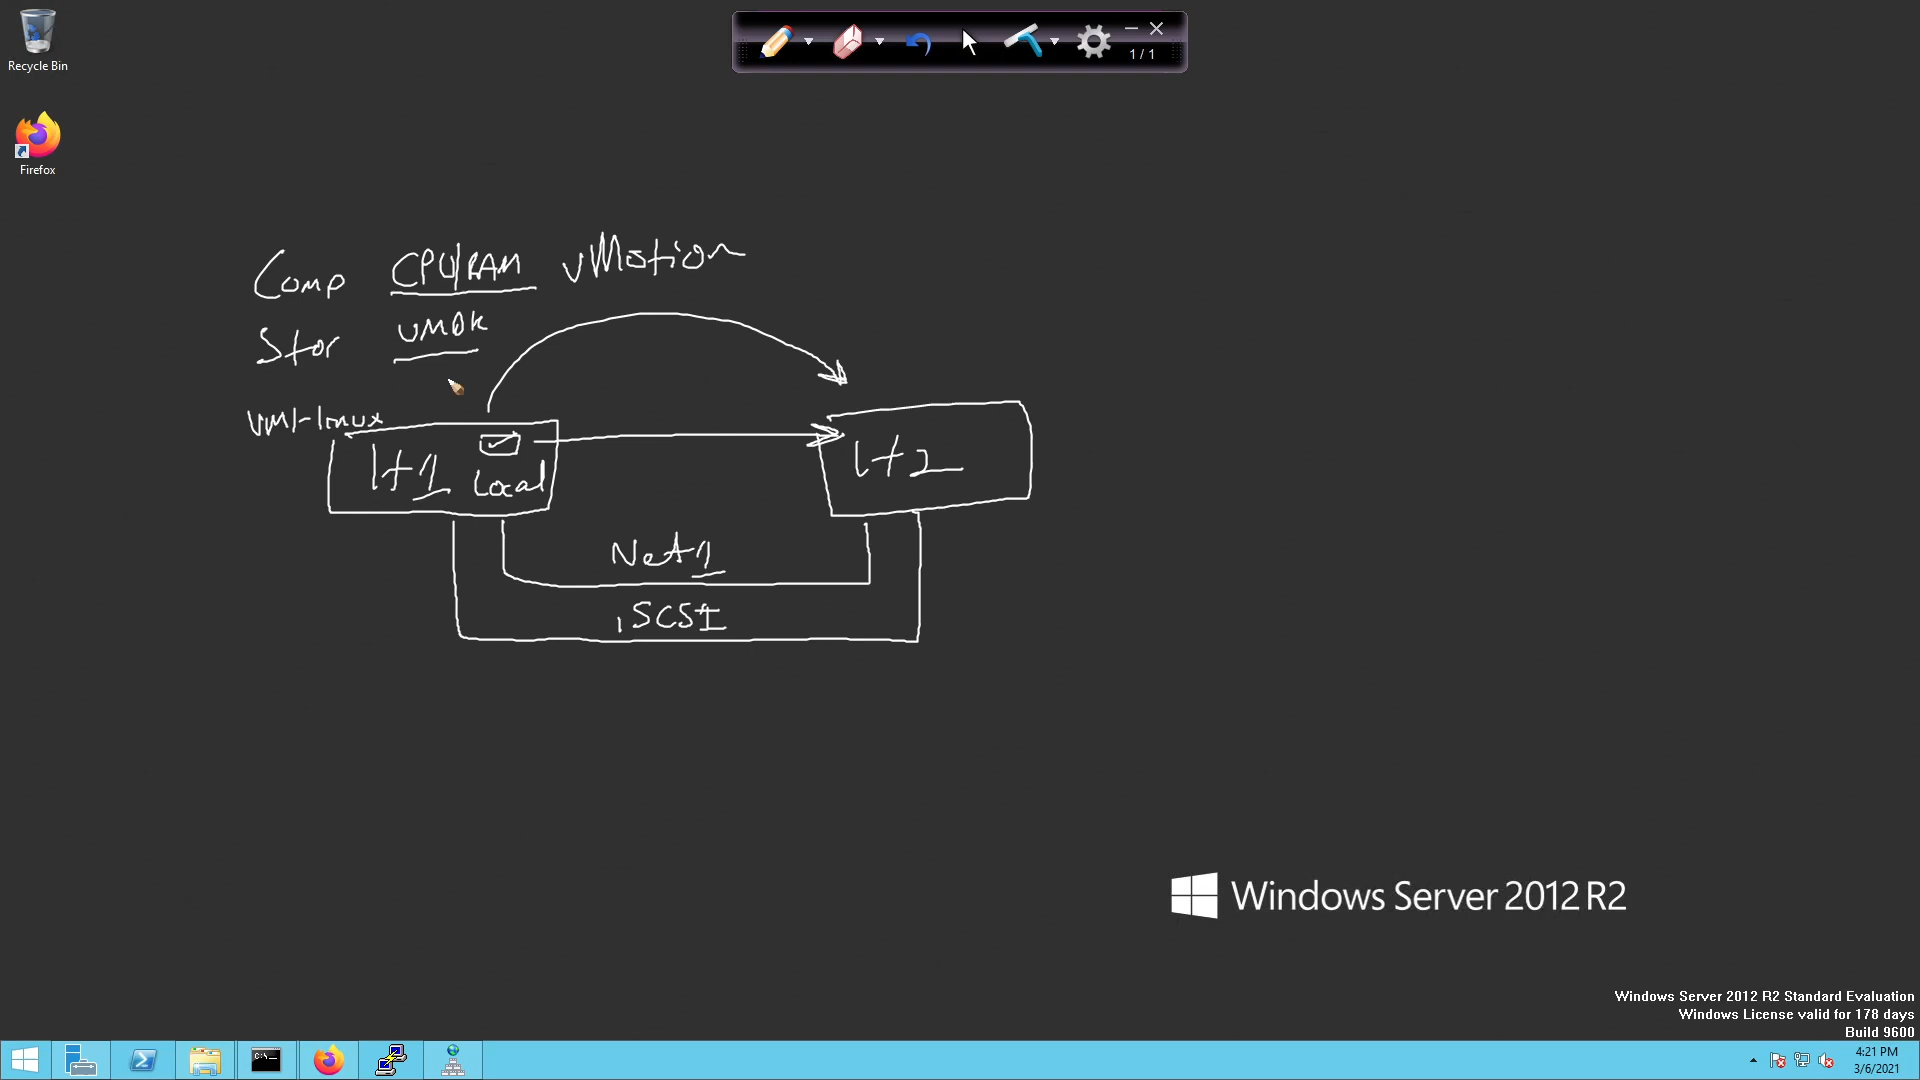 Recycle Bin
Firefox
1 / 1
Comp CPU/RAM vMotion
Stor VMDK
VM1-linux
H1 Local
H2
Net1
iSCSI
Windows Server 2012 R2
Windows Server 2012 R2 Standard Evaluation
Windows License valid for 178 days
Build 9600
C:\_
4:21 PM
3/6/2021